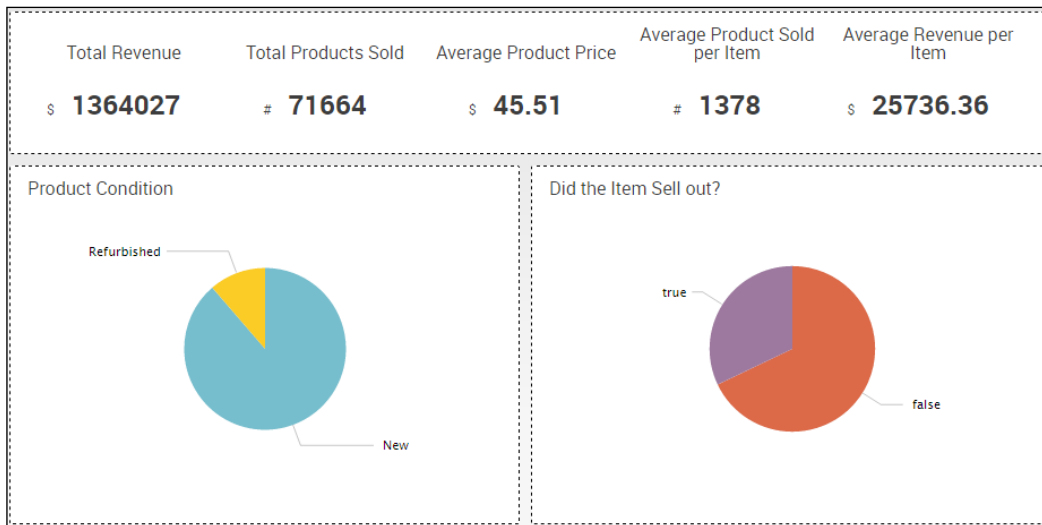 Total Revenue
Total Products Sold
Average Product Price
Average Product Sold
per Item
Average Revenue per
Item
$ 1364027
# 71664
$ 45.51
# 1378
$ 25736.36
Product Condition
Refurbished
New
Did the Item Sell out?
true
false